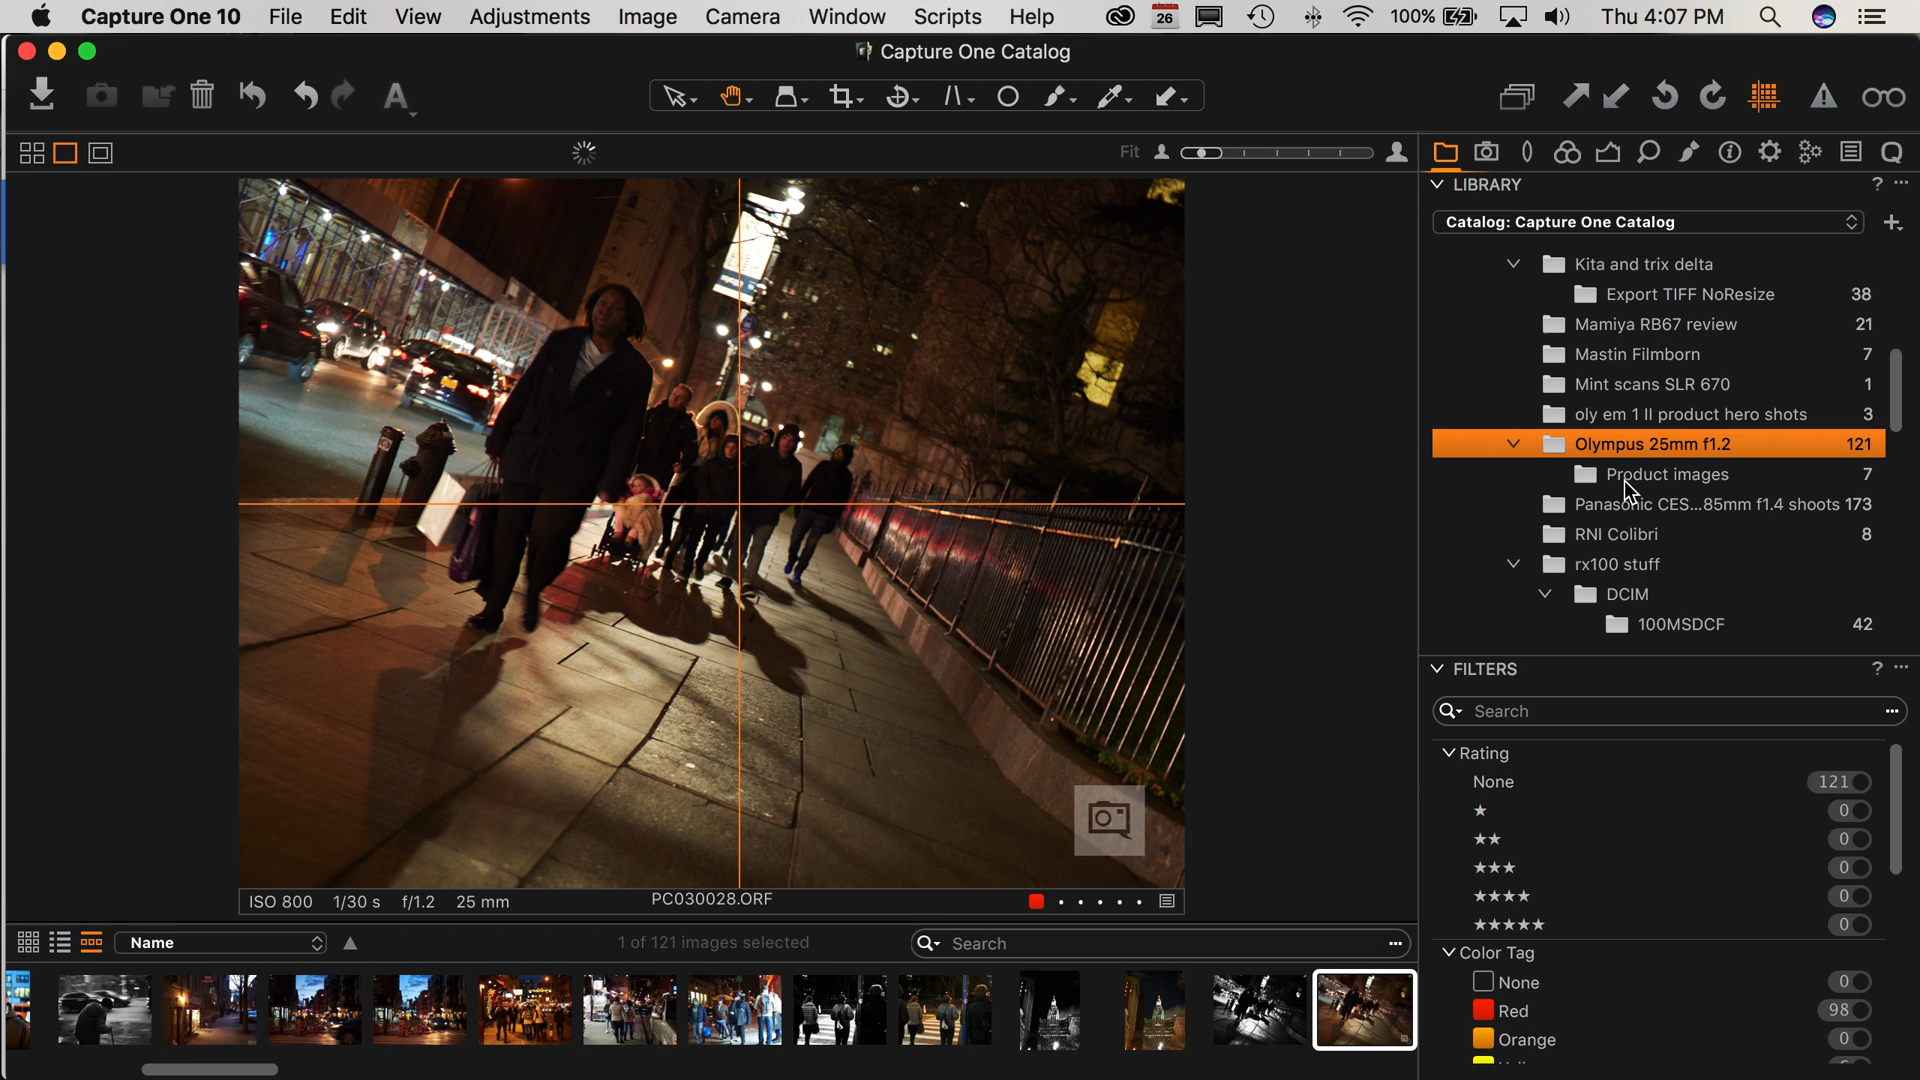 Capture One 10 File Edit View Adjustments Image Camera Window Scripts Help 26 100% Thu 4:07 PM
Capture One Catalog
A
Fit
LIBRARY ?
Catalog: Capture One Catalog
Kita and trix delta
Export TIFF NoResize 38
Mamiya RB67 review 21
Mastin Filmborn 7
Mint scans SLR 670 1
oly em 1 II product hero shots 3
Olympus 25mm f1.2 121
Product images 7
Panasonic CES...85mm f1.4 shoots 173
RNI Colibri 8
rx100 stuff
DCIM
100MSDCF 42
FILTERS ?
Search
Rating
None 121
0
0
0
0
0
Color Tag
None 0
Red 98
Orange 0
ISO 800 1/30 s f/1.2 25 mm PC030028.ORF
Name 1 of 121 images selected Search